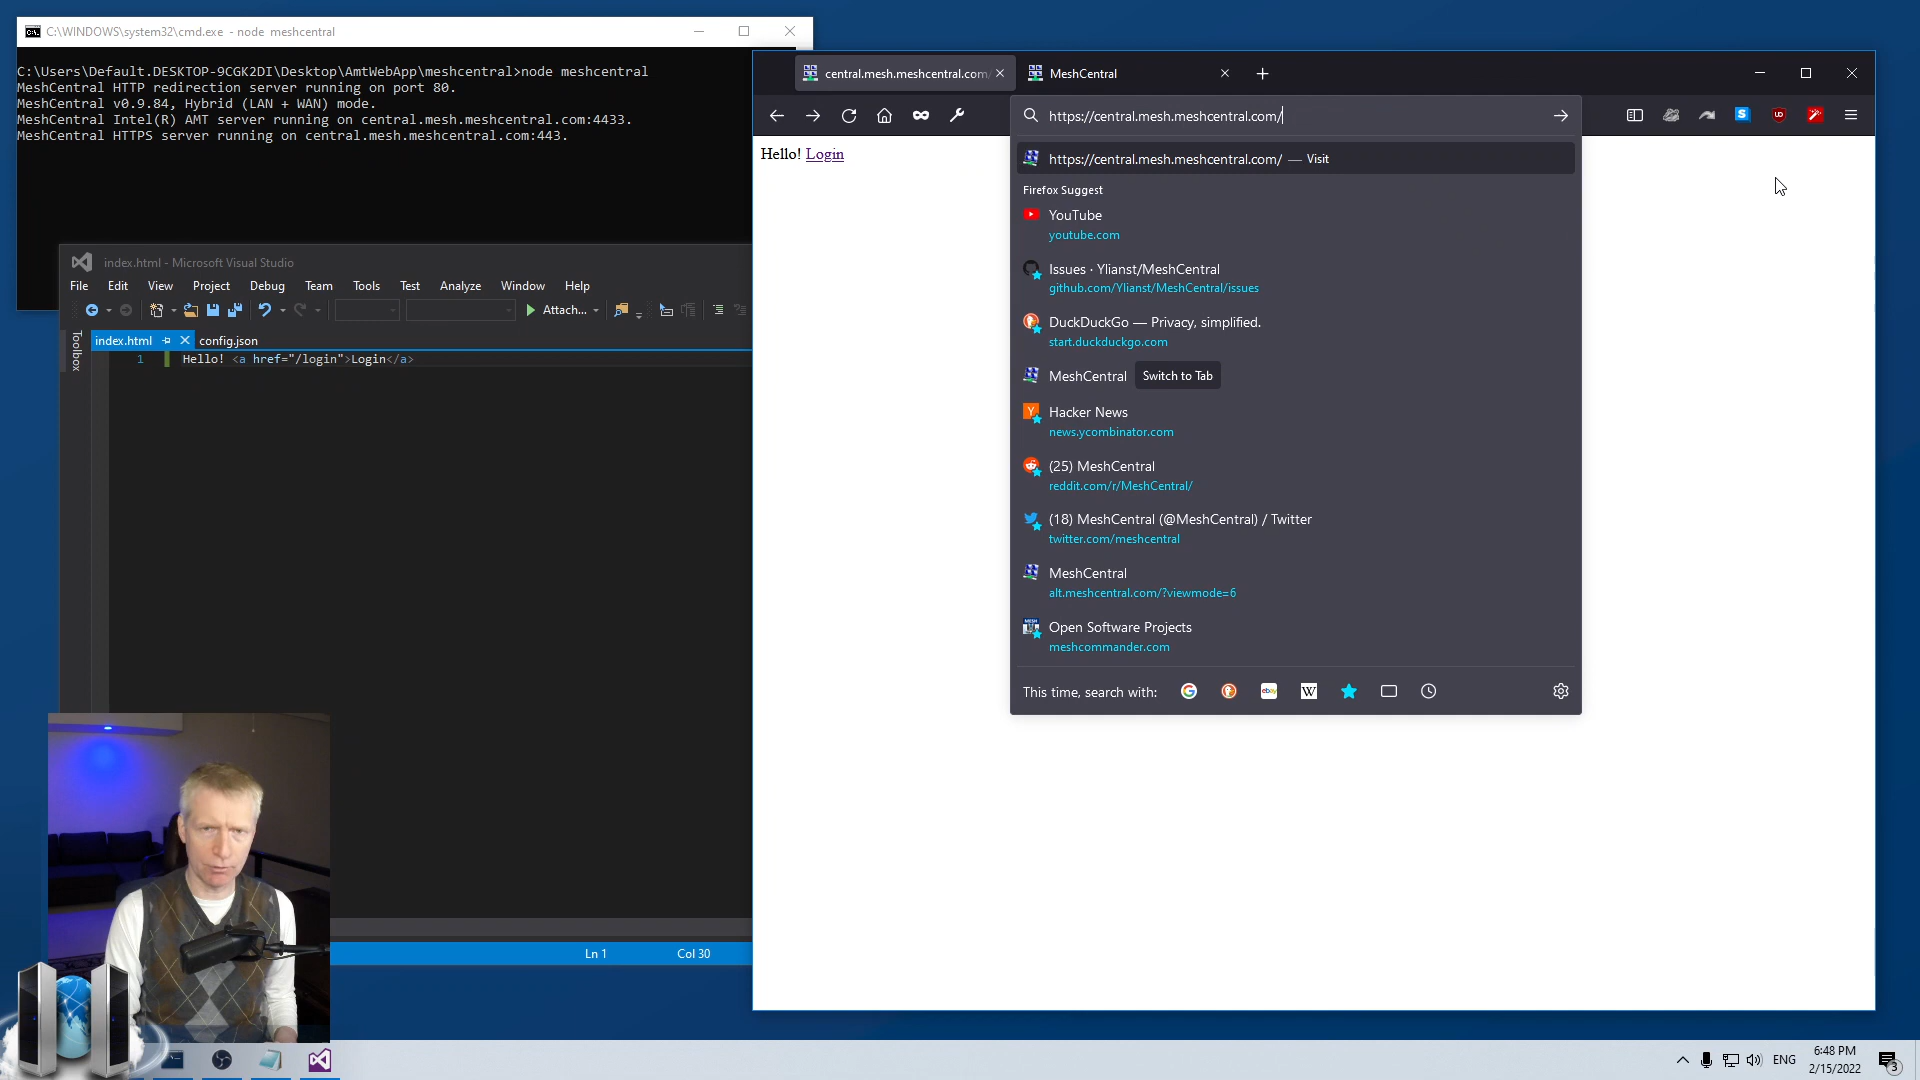 C:\WINDOWS\system32\cmd.exe - node meshcentral
C:\Users\Default.DESKTOP-9CGK2DI\Desktop\AmtWebApp\meshcentral>node meshcentral
MeshCentral HTTP redirection server running on port 80.
MeshCentral v0.9.84, Hybrid (LAN + WAN) mode.
MeshCentral Intel(R) AMT server running on central.mesh.meshcentral.com:4433.
MeshCentral HTTPS server running on central.mesh.meshcentral.com:443.
index.html - Microsoft Visual Studio
File Edit View Project Debug Team Tools Test Analyze Window Help
Attach...
Toolbox
index.html config.json
1 Hello! <a href="/login">Login</a>
Ln 1 Col 30
central.mesh.meshcentral.com/ MeshCentral
https://central.mesh.meshcentral.com/
Hello! Login
https://central.mesh.meshcentral.com/ — Visit
Firefox Suggest
YouTube
youtube.com
Issues · Ylianst/MeshCentral
github.com/Ylianst/MeshCentral/issues
DuckDuckGo — Privacy, simplified.
start.duckduckgo.com
MeshCentral Switch to Tab
Hacker News
news.ycombinator.com
(25) MeshCentral
reddit.com/r/MeshCentral/
(18) MeshCentral (@MeshCentral) / Twitter
twitter.com/meshcentral
MeshCentral
alt.meshcentral.com/?viewmode=6
Open Software Projects
meshcommander.com
This time, search with:
ENG
6:48 PM
2/15/2022
3